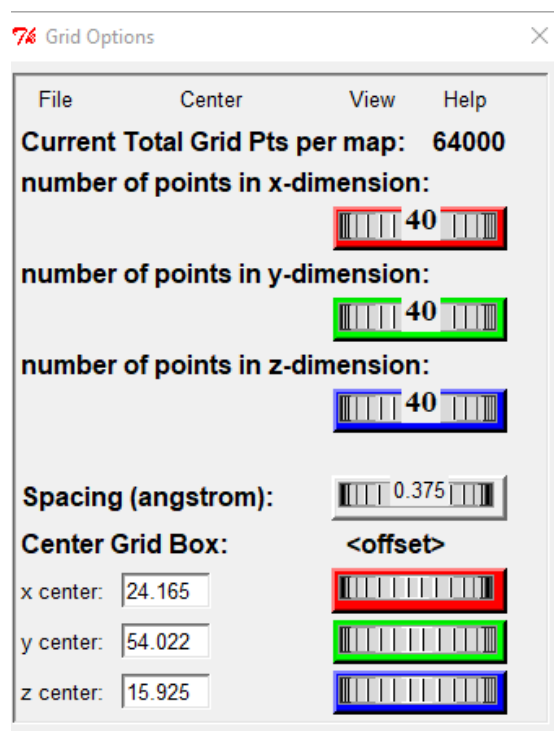 Grid Options
File Center View Help
Current Total Grid Pts per map: 64000
number of points in x-dimension:
40
number of points in y-dimension:
40
number of points in z-dimension:
40
Spacing (angstrom): 0.375
Center Grid Box: <offset>
x center: 24.165
y center: 54.022
z center: 15.925